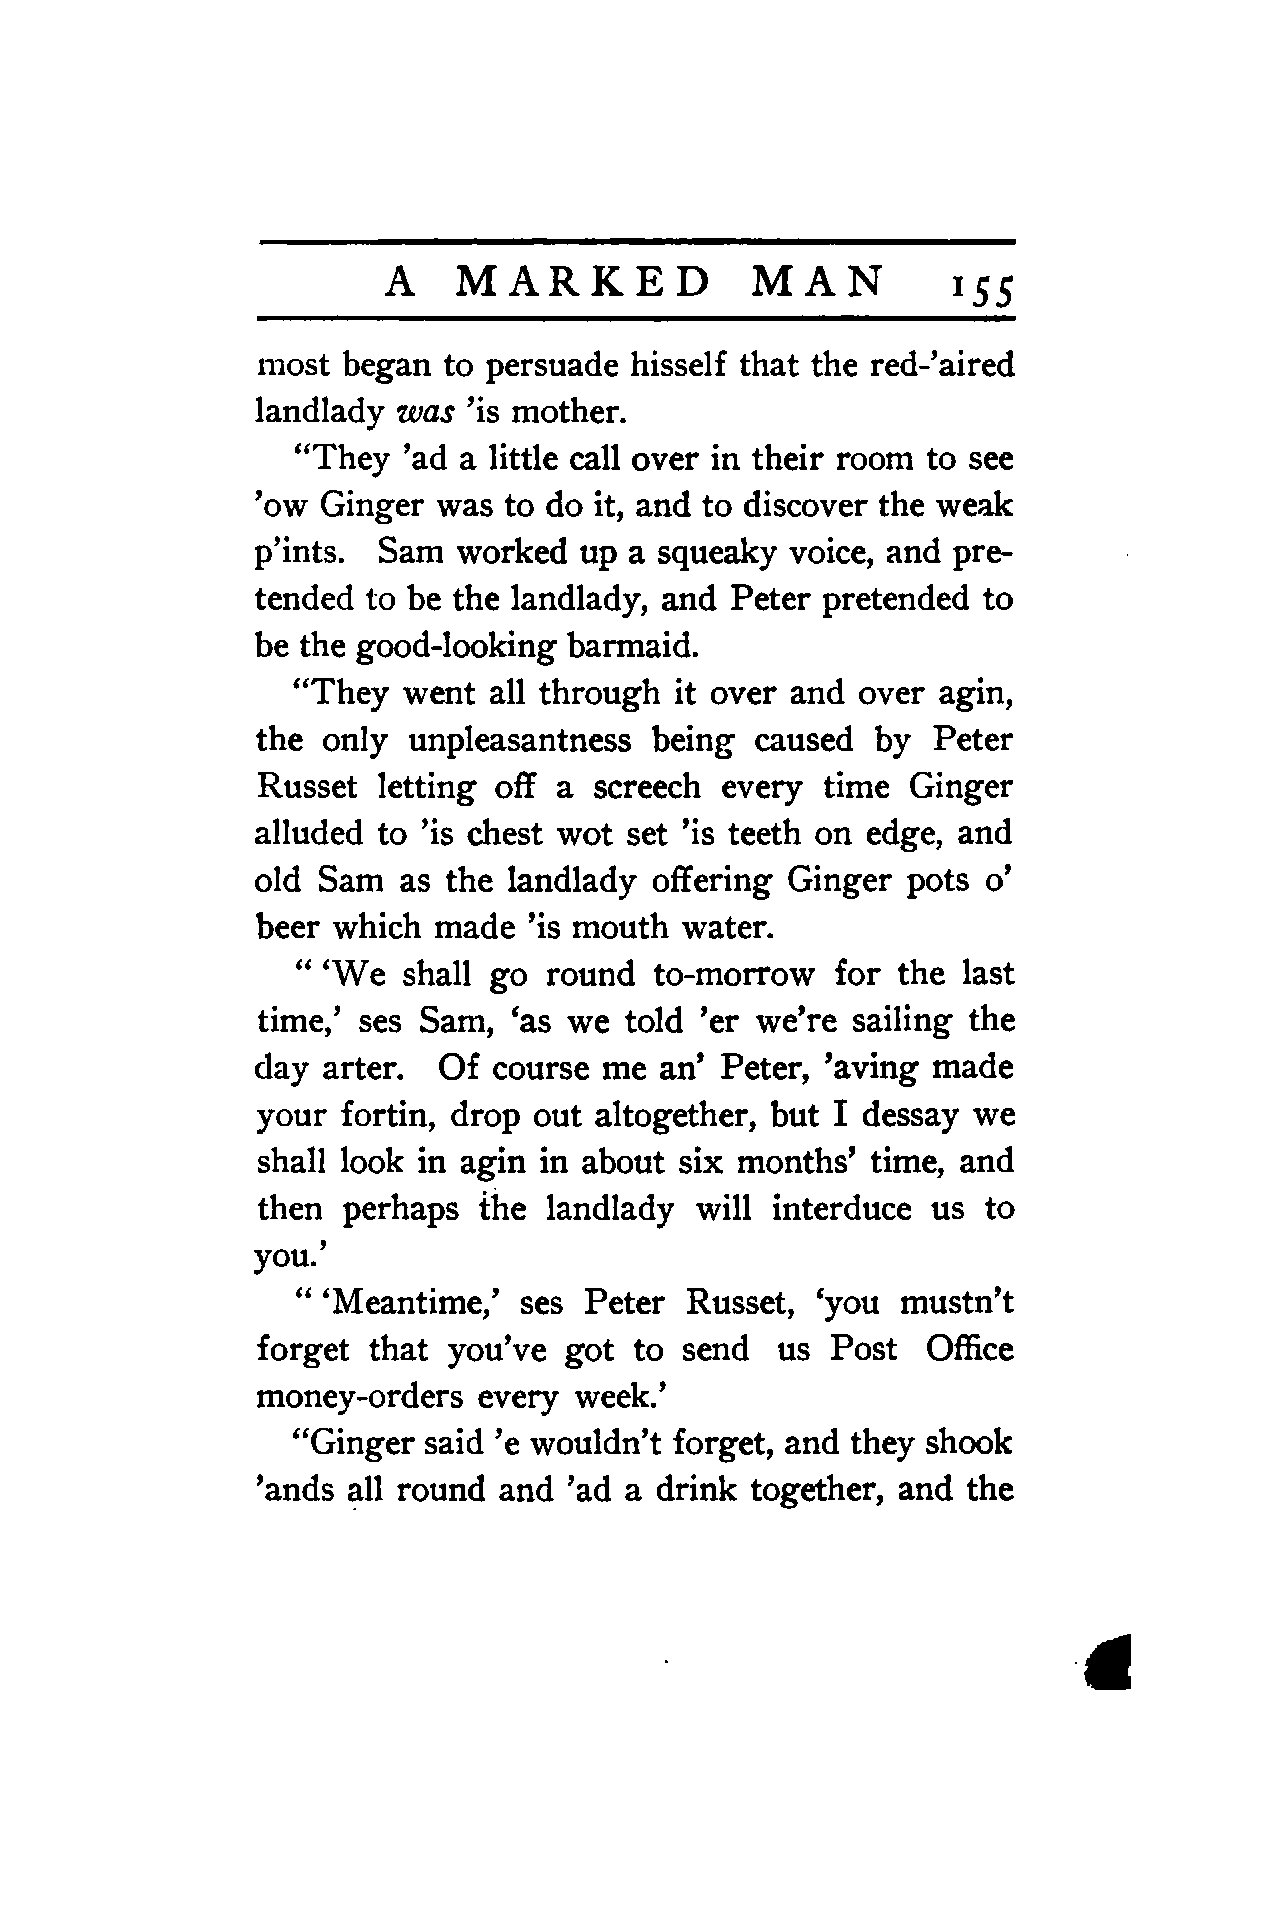 A MARKED MAN 155
most began to persuade hisself that the red-’aired
landlady was ’is mother.
“They ’ad a little call over in their room to see
’ow Ginger was to do it, and to discover the weak
p’ints. Sam worked up a squeaky voice, and pre-
tended to be the landlady, and Peter pretended to
be the good-looking barmaid.
“They went all through it over and over agin,
the only unpleasantness being caused by Peter
Russet letting off a screech every time Ginger
alluded to ’is chest wot set ’is teeth on edge, and
old Sam as the landlady offering Ginger pots o’
beer which made ’is mouth water.
“ ‘We shall go round to-morrow for the last
time,’ ses Sam, ‘as we told ’er we’re sailing the
day arter. Of course me an’ Peter, ’aving made
your fortin, drop out altogether, but I dessay we
shall look in agin in about six months’ time, and
then perhaps the landlady will interduce us to
you.’
“ ‘Meantime,’ ses Peter Russet, ‘you mustn’t
forget that you’ve got to send us Post Office
money-orders every week.’
“Ginger said ’e wouldn’t forget, and they shook
’ands all round and ’ad a drink together, and the